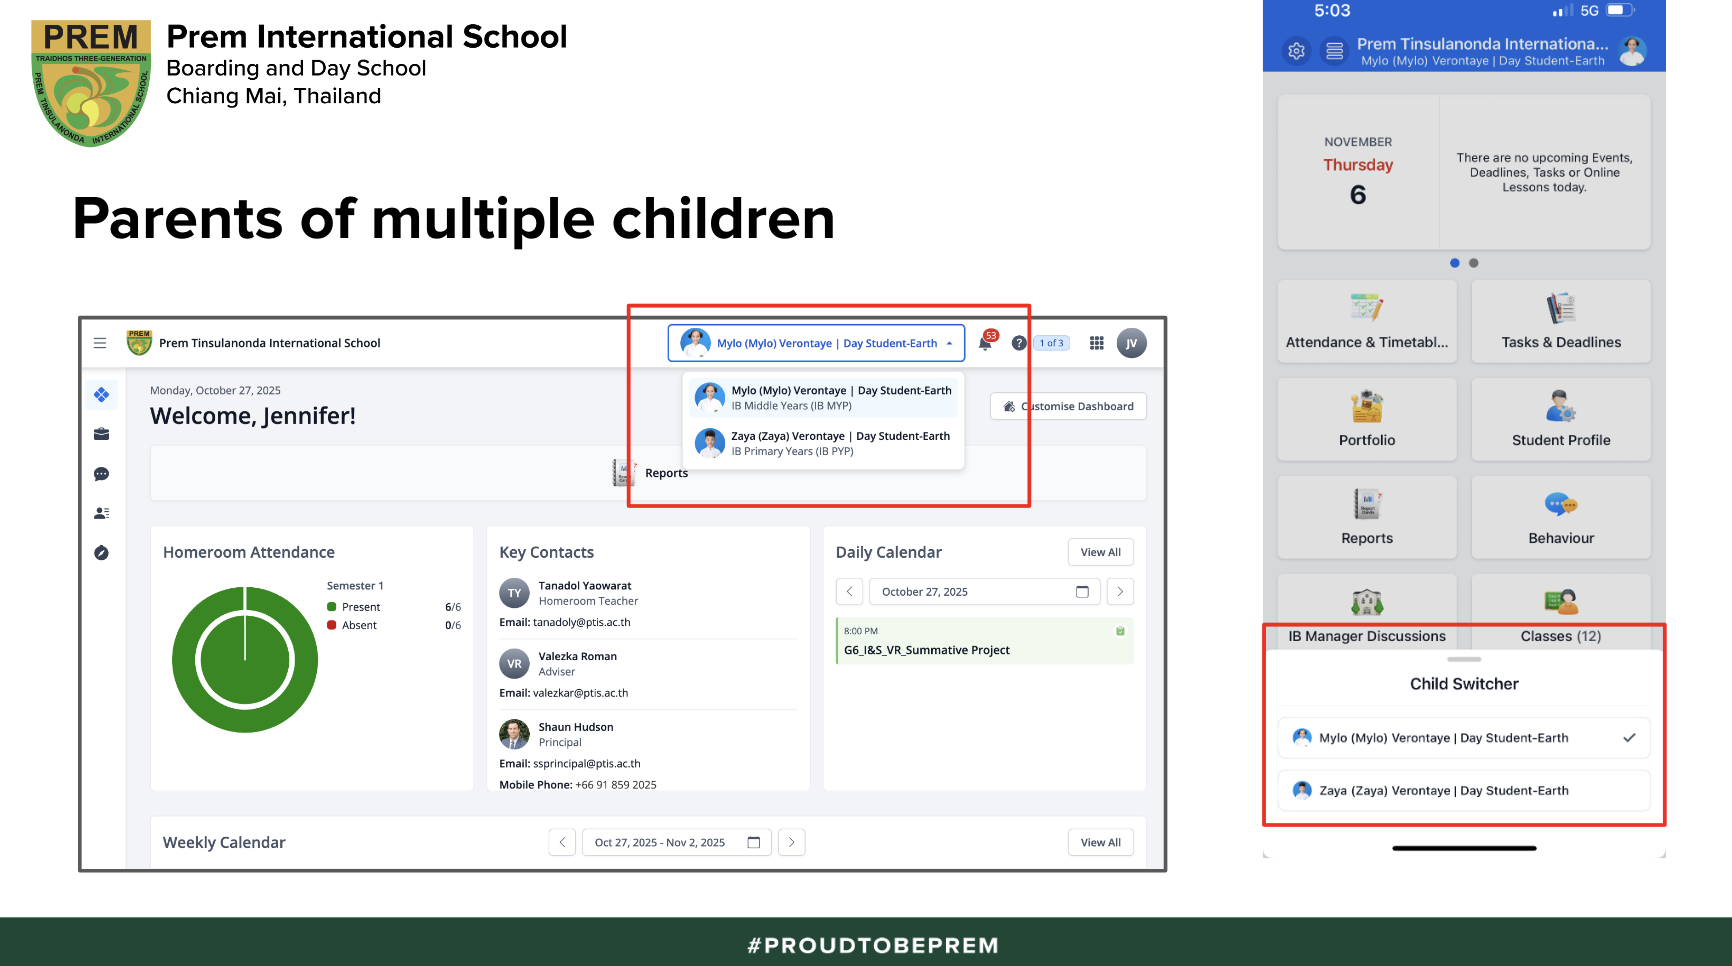 PREM
TRAIDHOS THREE-GENERATION
PREM TINSULANONDA INTERNATIONAL SCHOOL
Prem International School
Boarding and Day School
Chiang Mai, Thailand
Parents of multiple children
PREM
Prem Tinsulanonda International School
Mylo (Mylo) Verontaye | Day Student-Earth
53
?
1 of 3
JV
Mylo (Mylo) Verontaye | Day Student-Earth
IB Middle Years (IB MYP)
Zaya (Zaya) Verontaye | Day Student-Earth
IB Primary Years (IB PYP)
Monday, October 27, 2025
Welcome, Jennifer!
Customise Dashboard
Reports
Homeroom Attendance
Semester 1
Present 6/6
Absent 0/6
Key Contacts
TY
Tanadol Yaowarat
Homeroom Teacher
Email: tanadoly@ptis.ac.th
VR
Valezka Roman
Adviser
Email: valezkar@ptis.ac.th
Shaun Hudson
Principal
Email: ssprincipal@ptis.ac.th
Mobile Phone: +66 91 859 2025
Daily Calendar
View All
October 27, 2025
8:00 PM
G6_I&S_VR_Summative Project
Weekly Calendar
Oct 27, 2025 - Nov 2, 2025
View All
5:03
5G
Prem Tinsulanonda Internationa...
Mylo (Mylo) Verontaye | Day Student-Earth
NOVEMBER
Thursday
6
There are no upcoming Events,
Deadlines, Tasks or Online
Lessons today.
Attendance & Timetabl...
Tasks & Deadlines
Portfolio
Student Profile
Reports
Behaviour
IB Manager Discussions
Classes (12)
Child Switcher
Mylo (Mylo) Verontaye | Day Student-Earth
Zaya (Zaya) Verontaye | Day Student-Earth
#PROUDTOBEPREM